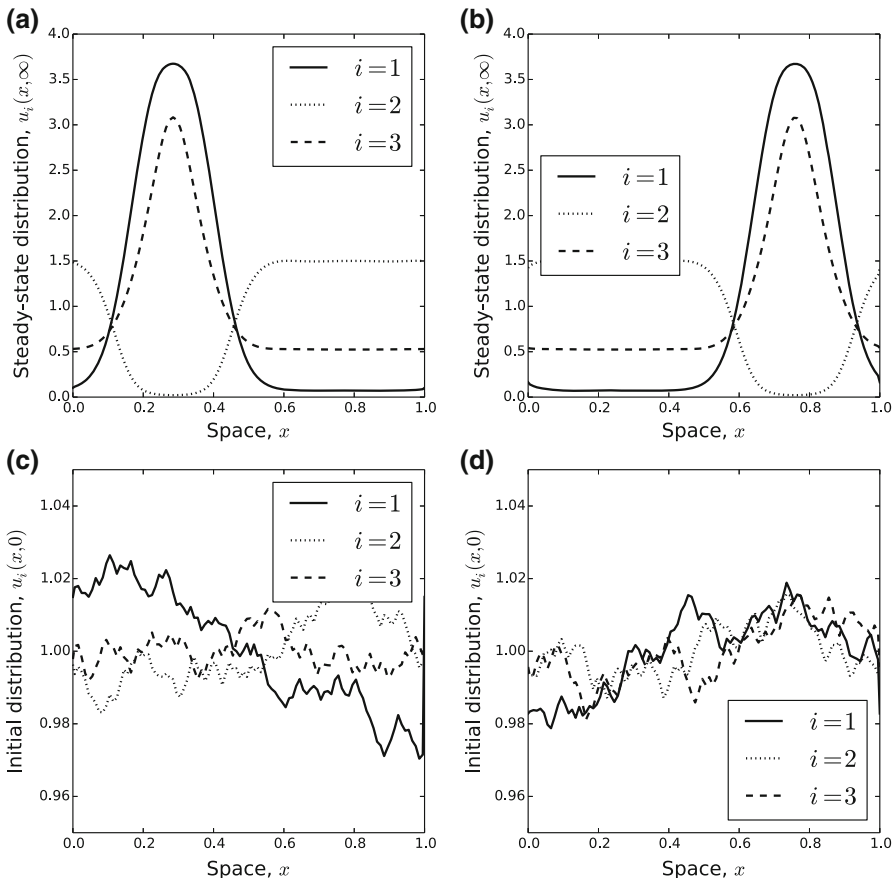 (a)
Steady-state distribution, u_i(x,∞)
4.0
3.5
3.0
2.5
2.0
1.5
1.0
0.5
0.0
i=1
i=2
i=3
0.0 0.2 0.4 0.6 0.8 1.0
Space, x
(b)
Steady-state distribution, u_i(x,∞)
4.0
3.5
3.0
2.5
2.0
1.5
1.0
0.5
0.0
i=1
i=2
i=3
0.0 0.2 0.4 0.6 0.8 1.0
Space, x
(c)
Initial distribution, u_i(x,0)
1.04
1.02
1.00
0.98
0.96
i=1
i=2
i=3
0.0 0.2 0.4 0.6 0.8 1.0
Space, x
(d)
Initial distribution, u_i(x,0)
1.04
1.02
1.00
0.98
0.96
i=1
i=2
i=3
0.0 0.2 0.4 0.6 0.8 1.0
Space, x